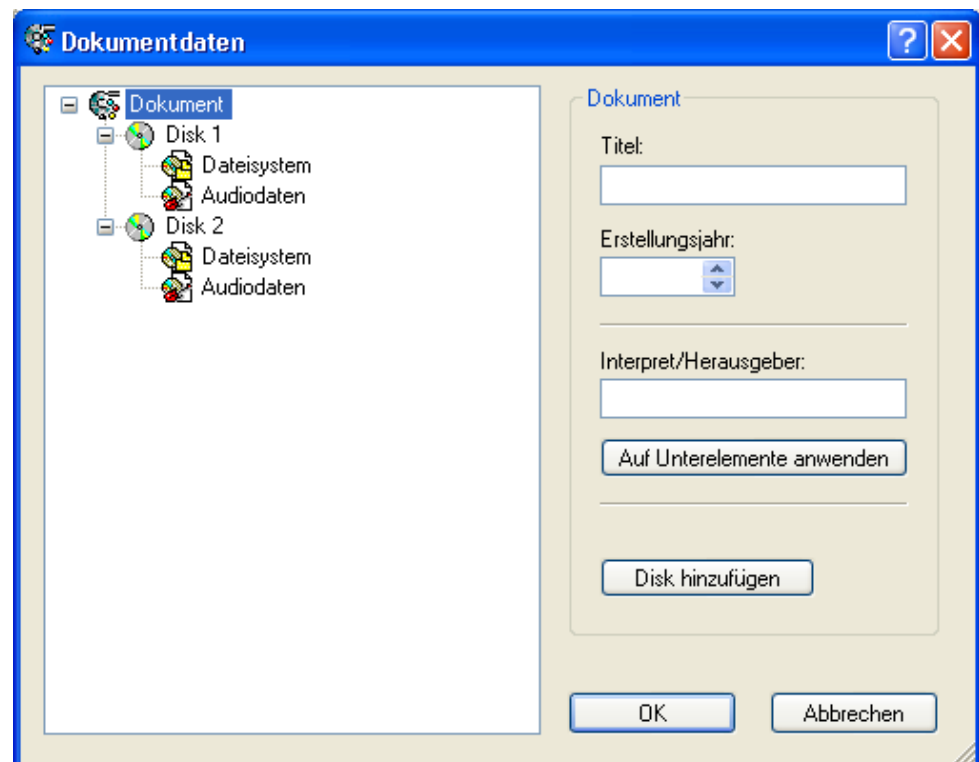 Dokumentdaten
Dokument
Disk 1
Dateisystem
Audiodaten
Disk 2
Dateisystem
Audiodaten
Dokument
Titel:
Erstellungsjahr:
Interpret/Herausgeber:
Auf Unterelemente anwenden
Disk hinzufügen
OK
Abbrechen